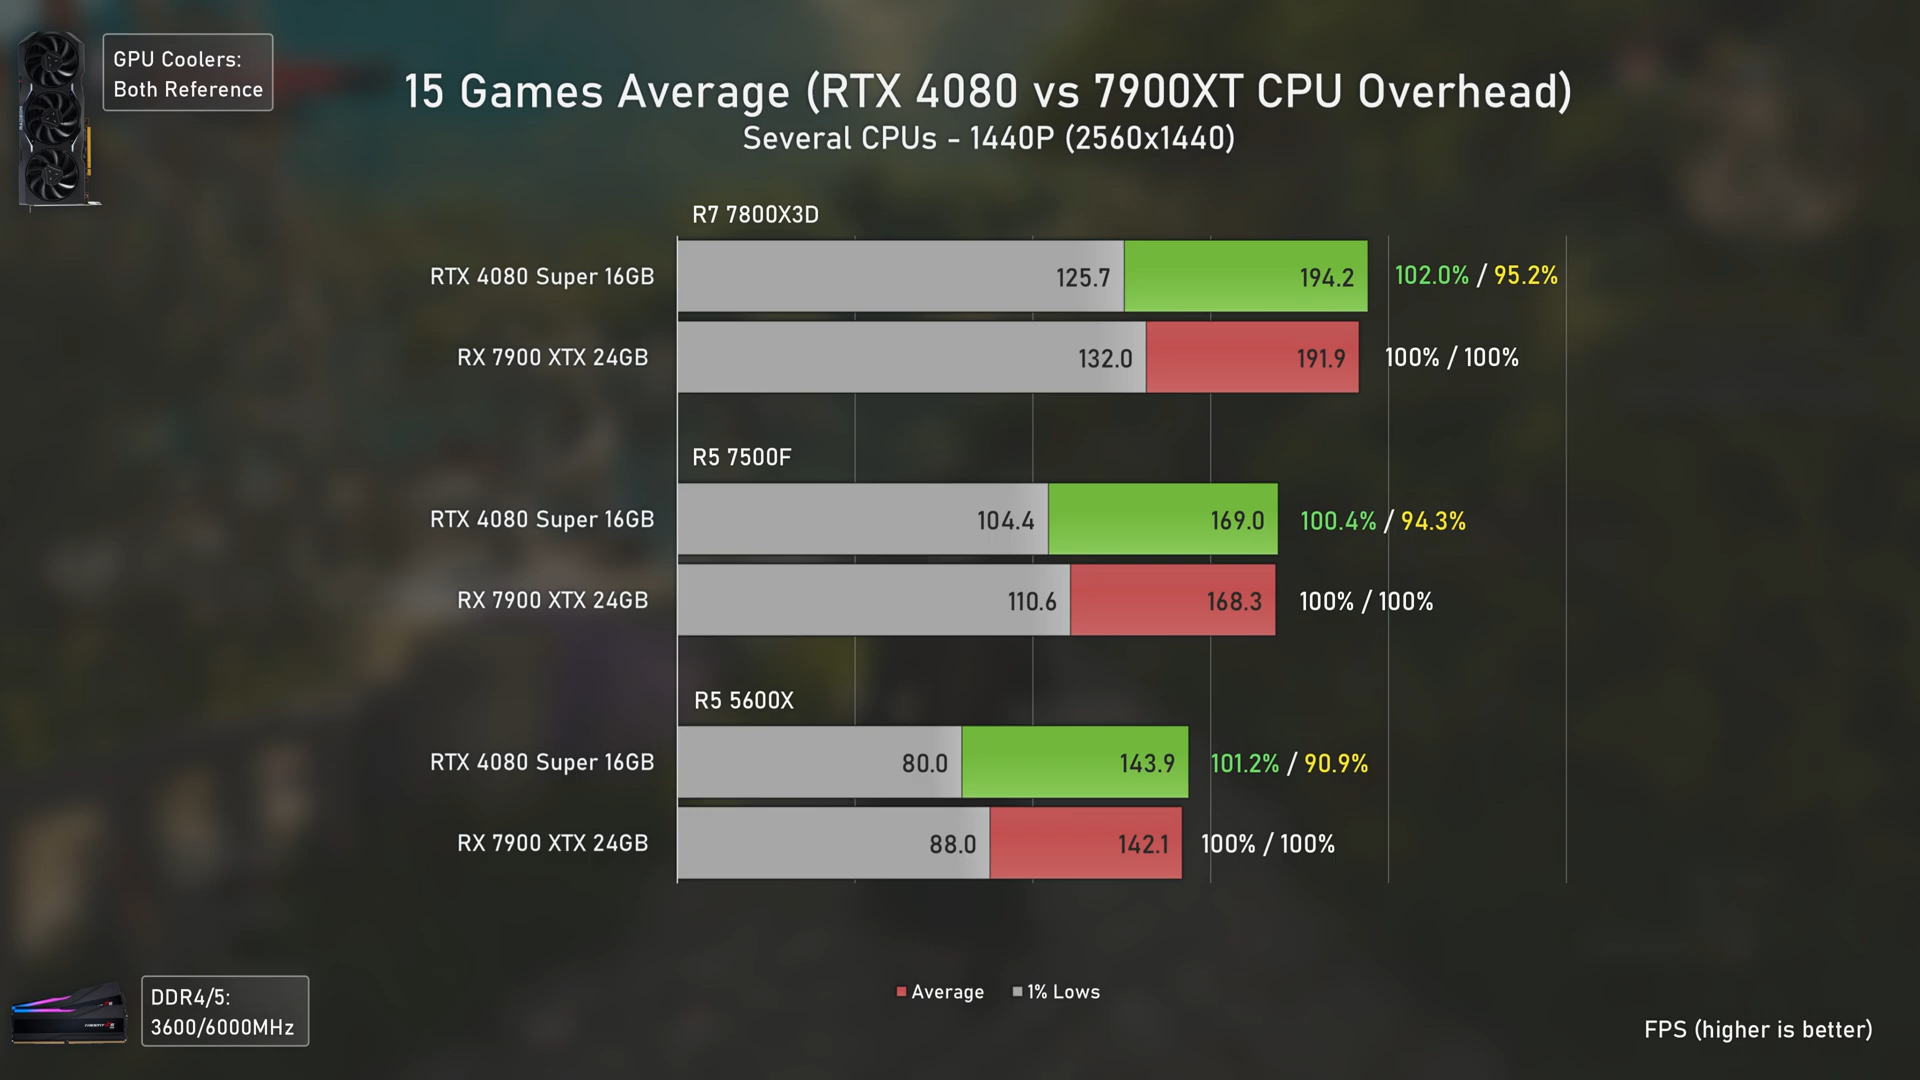 GPU Coolers:
Both Reference
15 Games Average (RTX 4080 vs 7900XT CPU Overhead)
Several CPUs - 1440P (2560x1440)
R7 7800X3D
RTX 4080 Super 16GB 125.7 194.2 102.0% / 95.2%
RX 7900 XTX 24GB 132.0 191.9 100% / 100%
R5 7500F
RTX 4080 Super 16GB 104.4 169.0 100.4% / 94.3%
RX 7900 XTX 24GB 110.6 168.3 100% / 100%
R5 5600X
RTX 4080 Super 16GB 80.0 143.9 101.2% / 90.9%
RX 7900 XTX 24GB 88.0 142.1 100% / 100%
Average 1% Lows
DDR4/5:
3600/6000MHz
FPS (higher is better)